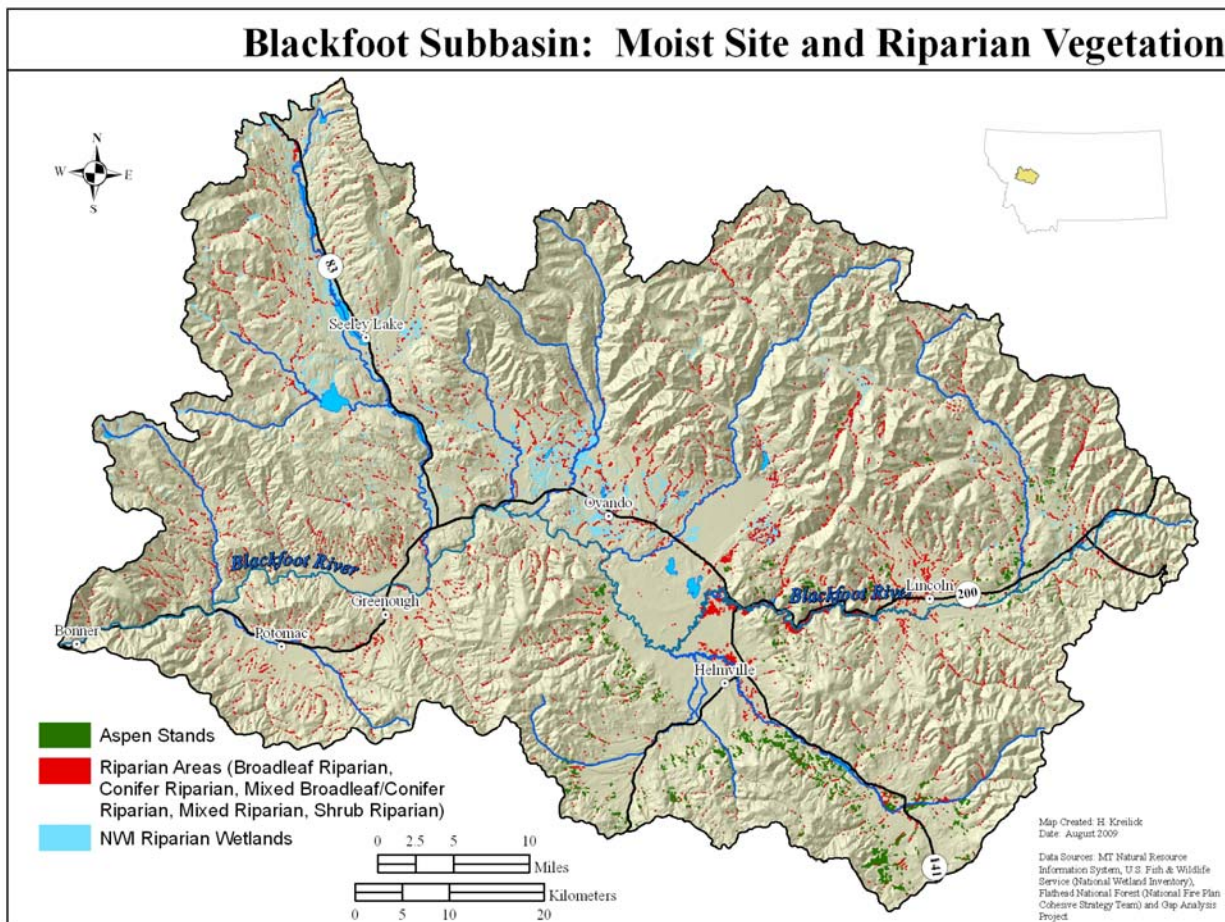 Blackfoot Subbasin: Moist Site and Riparian Vegetation
N
W E
S
83
Seeley Lake
Ovando
Blackfoot River
Blackfoot River
Lincoln
200
Greenough
Bonner
Potomac
Helmville
141
Aspen Stands
Riparian Areas (Broadleaf Riparian,
Conifer Riparian, Mixed Broadleaf/Conifer
Riparian, Mixed Riparian, Shrub Riparian)
NWI Riparian Wetlands
0 2.5 5 10
Miles
Kilometers
0 5 10 20
Map Created: H. Kreilick
Date: August 2009
Data Sources: MT Natural Resource
Information System, U.S. Fish & Wildlife
Service (National Wetland Inventory),
Flathead National Forest (National Fire Plan
Cohesive Strategy Team) and Gap Analysis
Project